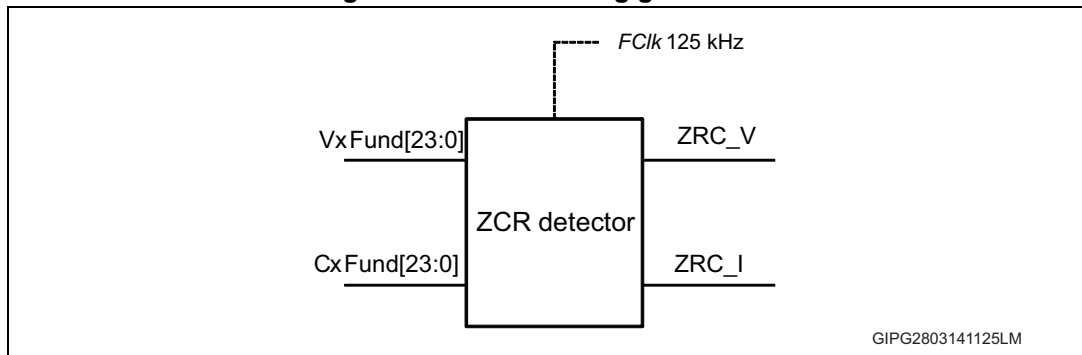 FClk 125 kHz
VxFund[23:0]
ZRC_V
ZCR detector
CxFund[23:0]
ZRC_I
GIPG2803141125LM